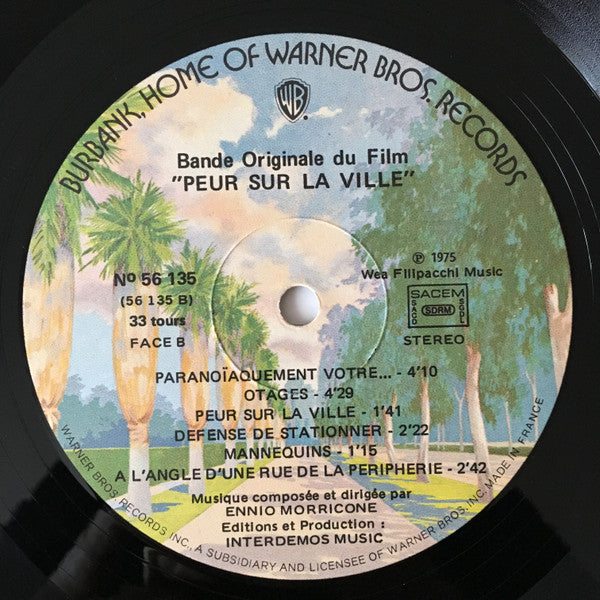 BURBANK, HOME OF WARNER BROS. RECORDS
WB
Bande Originale du Film
"PEUR SUR LA VILLE"
Nº 56 135
(56 135 B)
33 tours
FACE B
℗ 1975
Wea Filipacchi Music
SACEM
SACD SDRM SGDL
STEREO
PARANOÏAQUEMENT VOTRE... - 4'10
OTAGES - 4'29
PEUR SUR LA VILLE - 1'41
DEFENSE DE STATIONNER - 2'22
MANNEQUINS - 1'15
A L'ANGLE D'UNE RUE DE LA PERIPHERIE - 2'42
Musique composée et dirigée par
ENNIO MORRICONE
Editions et Production :
INTERDEMOS MUSIC
WARNER BROS. RECORDS INC., A SUBSIDIARY AND LICENSEE OF WARNER BROS. INC. MADE IN FRANCE